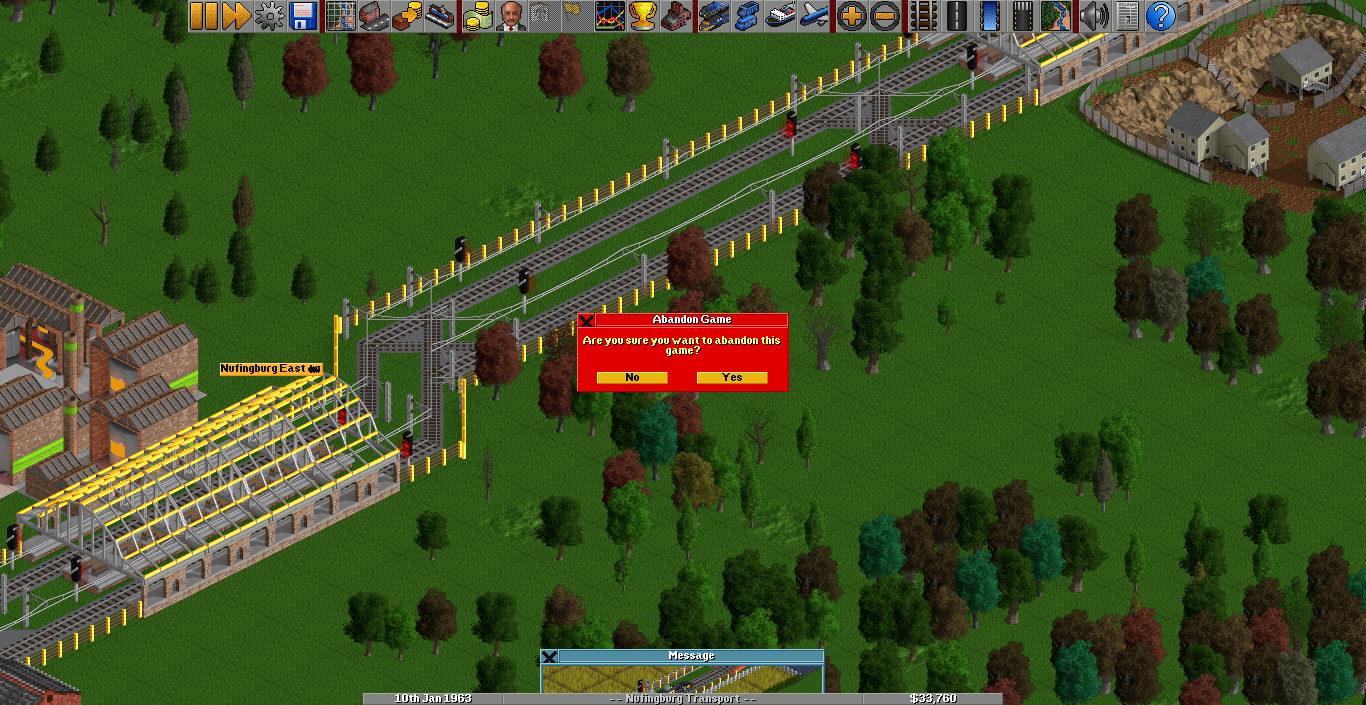 Nufingburg East
Abandon Game
Are you sure you want to abandon this
game?
No
Yes
Message
10th Jan 1963
-- Nufingburg Transport --
$33,760